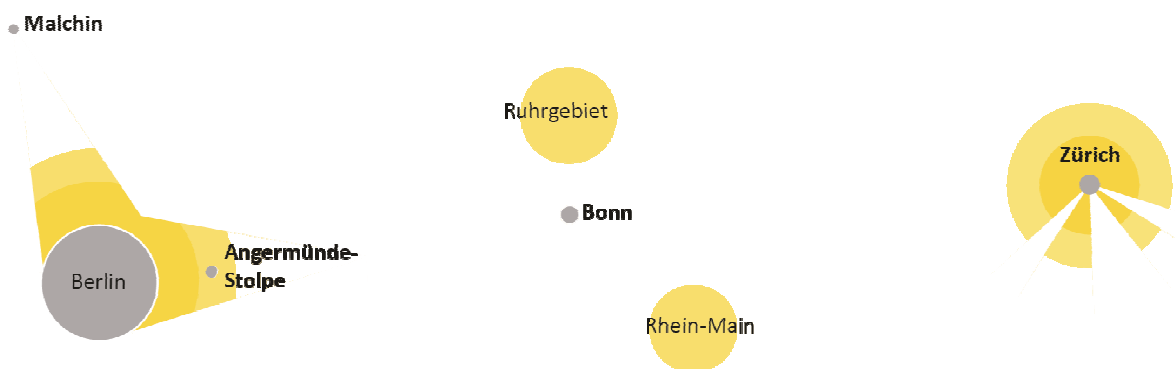 Malchin
Ruhrgebiet
Zürich
Bonn
Angermünde-
Stolpe
Berlin
Rhein-Main